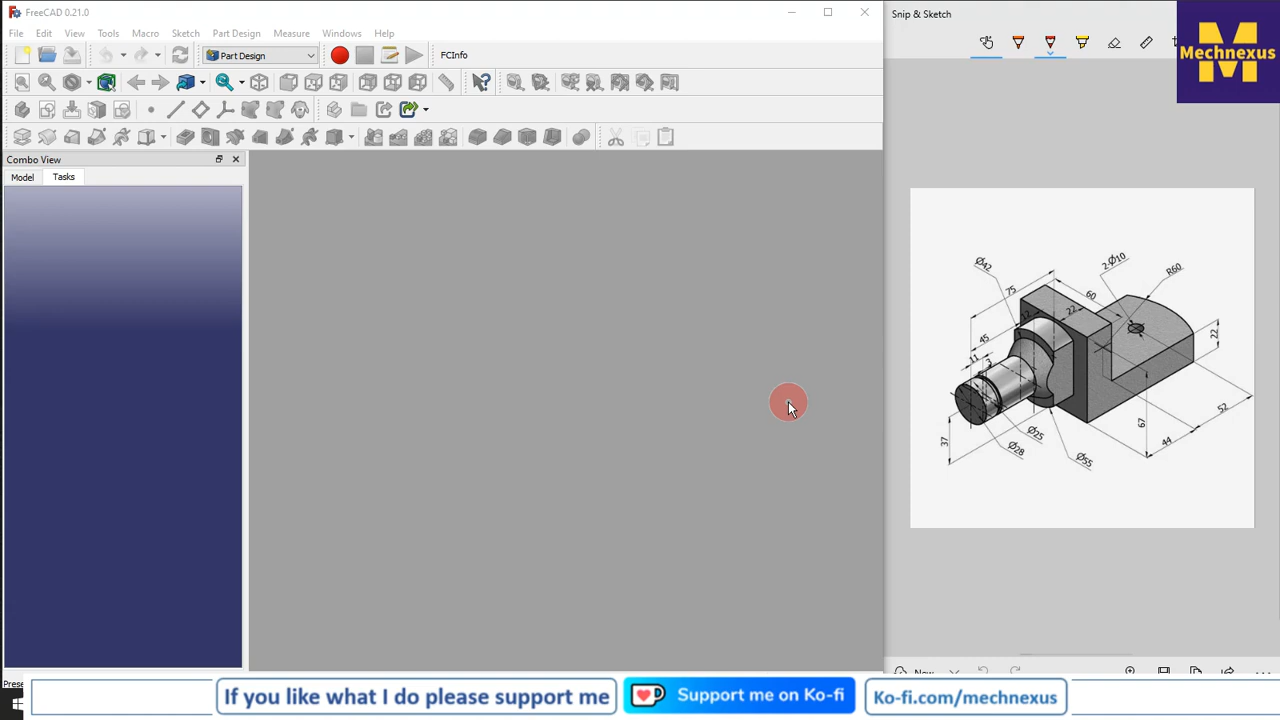 FreeCAD 0.21.0
Snip & Sketch
File Edit View Tools Macro Sketch Part Design Measure Windows Help
Part Design
FCInfo
Mechnexus
Combo View
Model Tasks
Ø42
75
2-Ø10
R60
60
12
22
45
22
11
3
52
67
44
37
Ø25
Ø28
Ø55
New
If you like what I do please support me
Support me on Ko-fi
Ko-fi.com/mechnexus